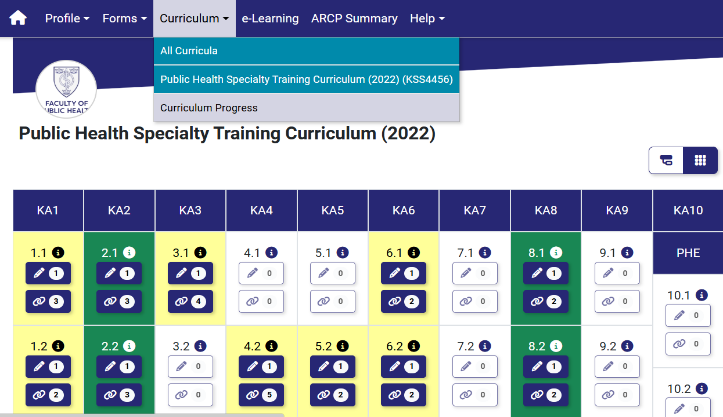 Profile Forms Curriculum e-Learning ARCP Summary Help
All Curricula
Public Health Specialty Training Curriculum (2022) (KSS4456)
Curriculum Progress
FACULTY OF
UBLIC HEALT
Public Health Specialty Training Curriculum (2022)
KA1 KA2 KA3 KA4 KA5 KA6 KA7 KA8 KA9 KA10
1.1 2.1 3.1 4.1 5.1 6.1 7.1 8.1 9.1 PHE
1 1 1 0 0 1 0 1 0
3 3 4 0 0 2 0 2 0
10.1
0
0
1.2 2.2 3.2 4.2 5.2 6.2 7.2 8.2 9.2
1 1 0 1 1 1 0 1 0
2 3 0 5 2 2 0 2 0
10.2
0